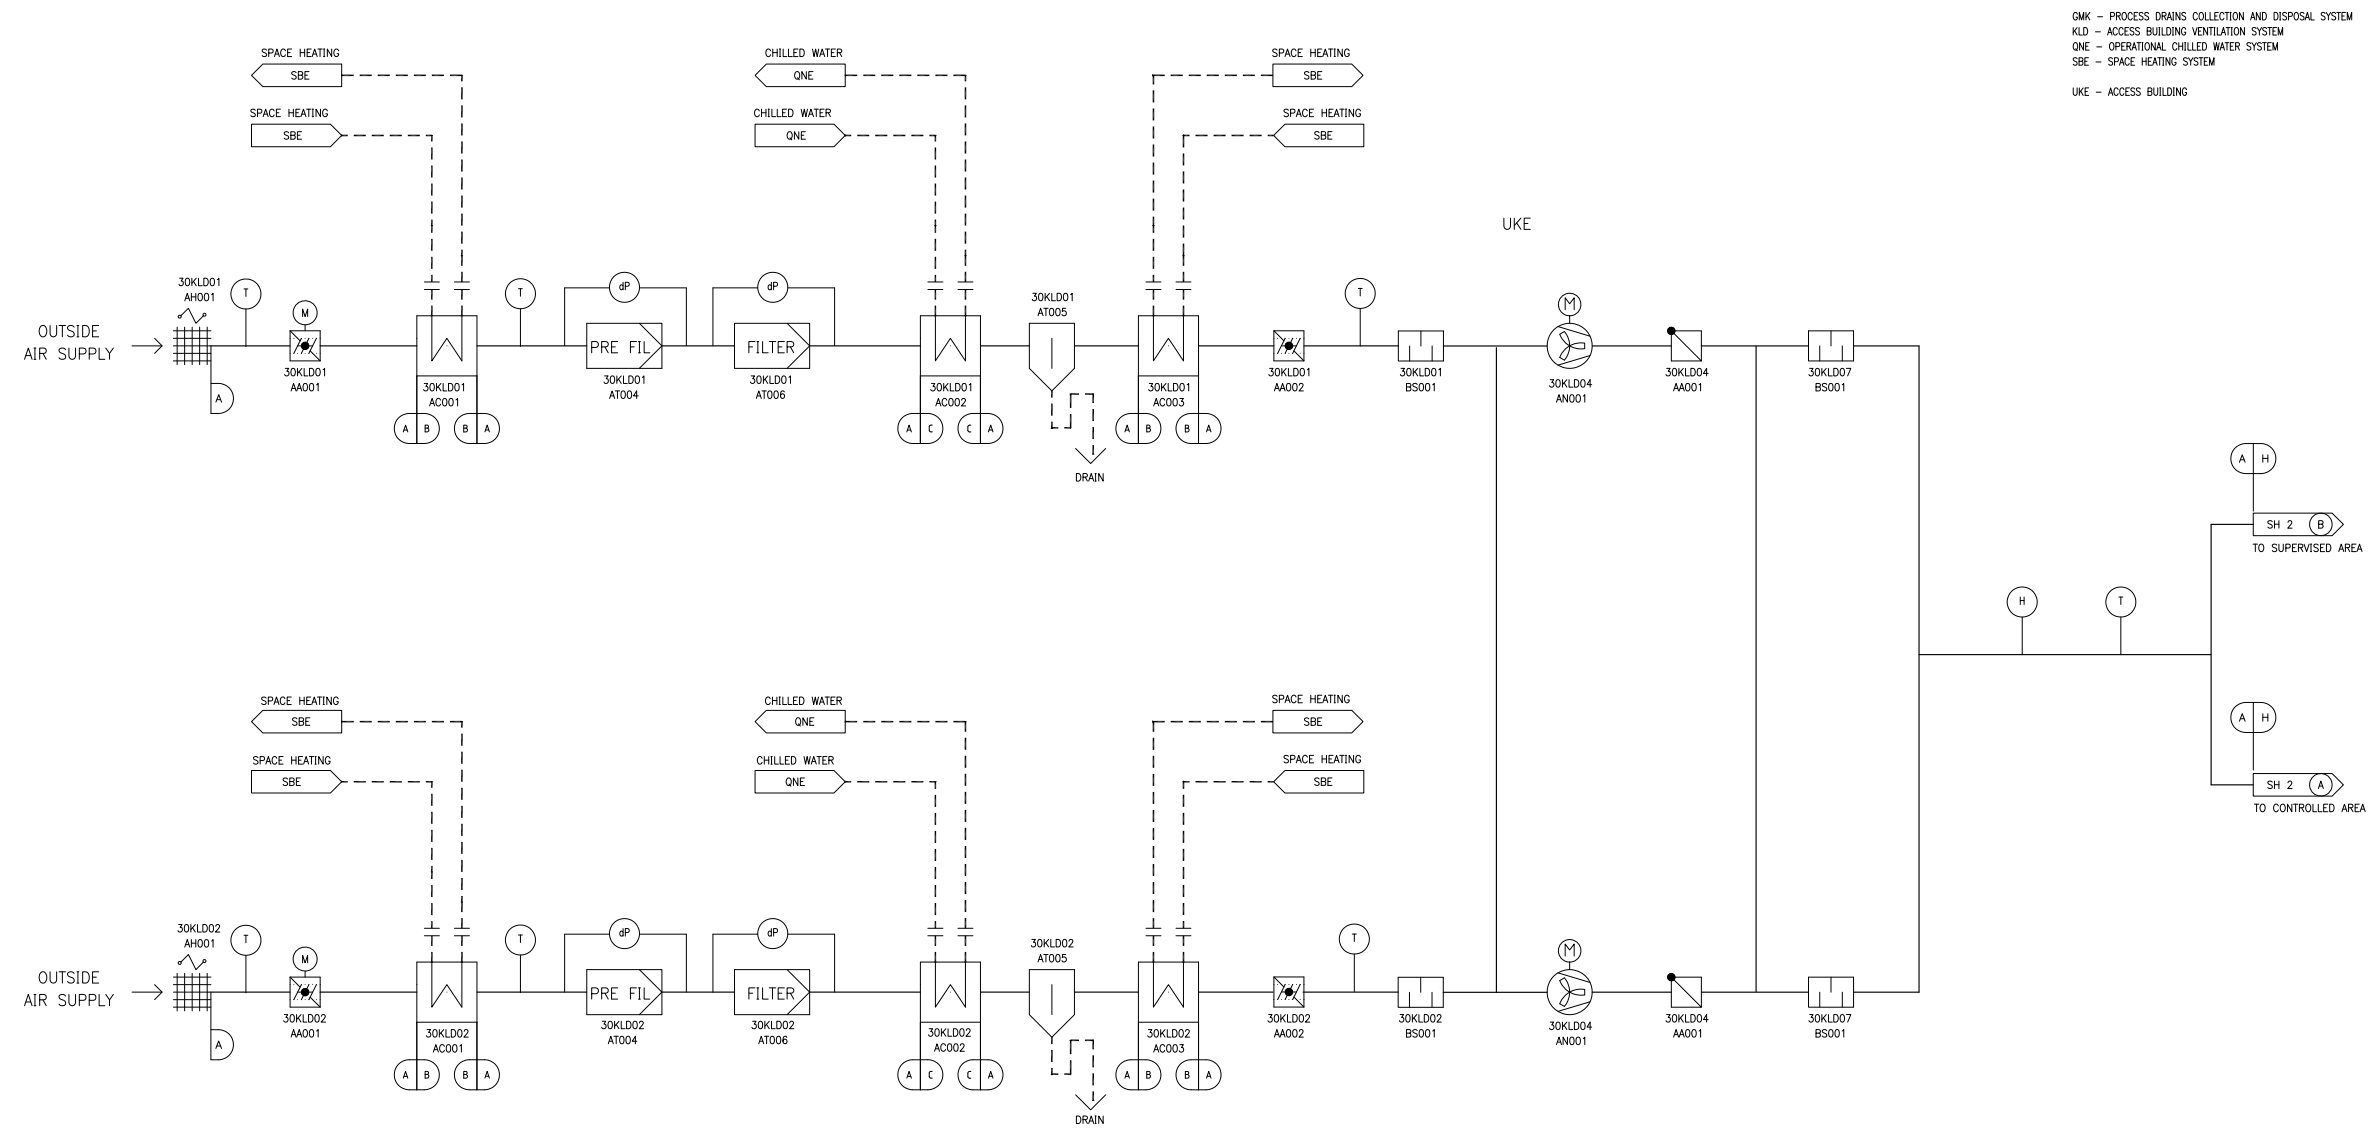 GMK – PROCESS DRAINS COLLECTION AND DISPOSAL SYSTEM
KLD – ACCESS BUILDING VENTILATION SYSTEM
QNE – OPERATIONAL CHILLED WATER SYSTEM
SBE – SPACE HEATING SYSTEM
UKE – ACCESS BUILDING
SPACE HEATING
SBE
SPACE HEATING
SBE
CHILLED WATER
QNE
CHILLED WATER
QNE
SPACE HEATING
SBE
SPACE HEATING
SBE
UKE
OUTSIDE
AIR SUPPLY
30KLD01
AH001
T
A
M
30KLD01
AA001
30KLD01
AC001
A B
B A
T
dP
PRE FIL
30KLD01
AT004
dP
FILTER
30KLD01
AT006
30KLD01
AC002
A C
C A
30KLD01
AT005
DRAIN
30KLD01
AC003
A B
B A
30KLD01
AA002
T
30KLD01
BS001
M
30KLD04
AN001
30KLD04
AA001
30KLD07
BS001
A H
SH 2 B
TO SUPERVISED AREA
H
T
A H
SH 2 A
TO CONTROLLED AREA
SPACE HEATING
SBE
SPACE HEATING
SBE
CHILLED WATER
QNE
CHILLED WATER
QNE
SPACE HEATING
SBE
SPACE HEATING
SBE
OUTSIDE
AIR SUPPLY
30KLD02
AH001
T
A
M
30KLD02
AA001
30KLD02
AC001
A B
B A
T
dP
PRE FIL
30KLD02
AT004
dP
FILTER
30KLD02
AT006
30KLD02
AC002
A C
C A
30KLD02
AT005
DRAIN
30KLD02
AC003
A B
B A
30KLD02
AA002
T
30KLD02
BS001
M
30KLD04
AN001
30KLD04
AA001
30KLD07
BS001